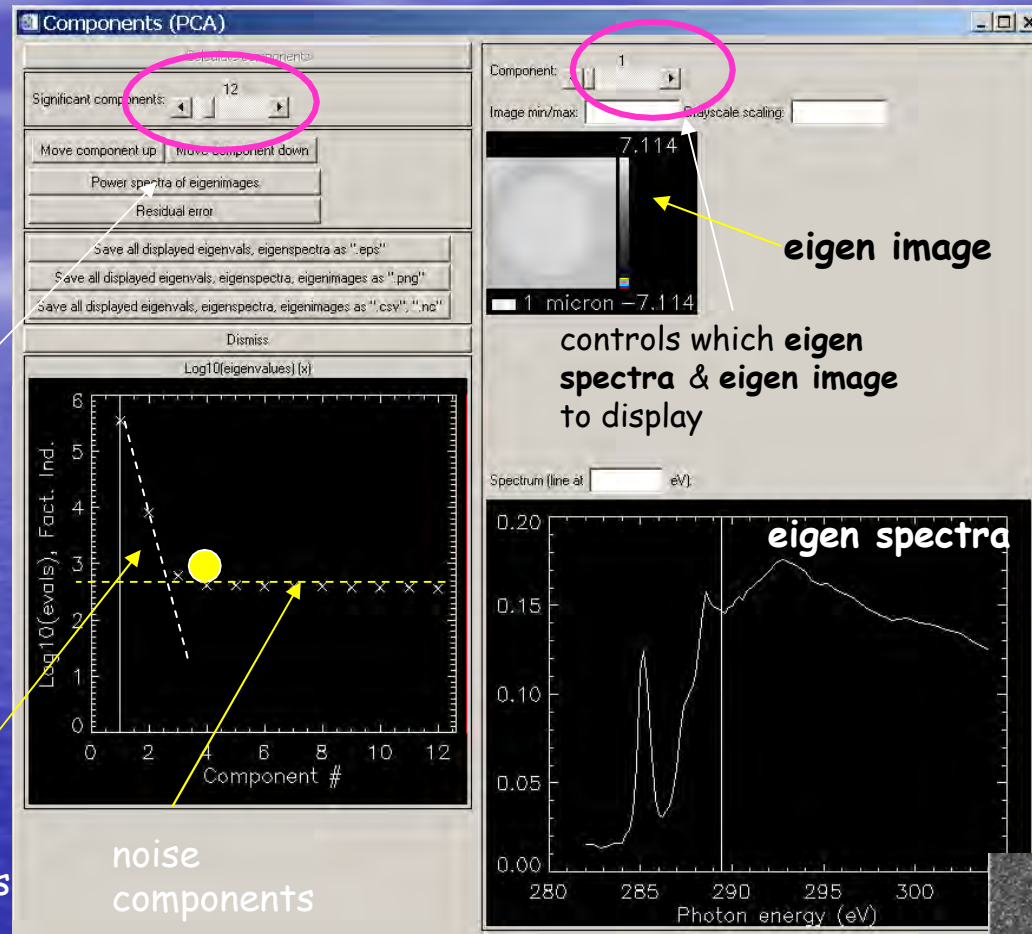 Components (PCA)
Calculate components
Significant components:
12
Move component up
Move component down
Power spectra of eigenimages
Residual error
Save all displayed eigenvals, eigenspectra as ".eps"
Save all displayed eigenvals, eigenspectra, eigenimages as ".png"
Save all displayed eigenvals, eigenspectra, eigenimages as ".csv", ".nc"
Dismiss
Log10(eigenvalues) (x)
Log10(evals), Fact. Ind.
6
5
4
3
2
1
0
0 2 4 6 8 10 12
Component #
noise
components
s
Component:
1
Image min/max:
Grayscale scaling:
7.114
1 micron -7.114
eigen image
controls which eigen
spectra & eigen image
to display
Spectrum (line at eV):
eigen spectra
0.20
0.15
0.10
0.05
0.00
280 285 290 295 300
Photon energy (eV)